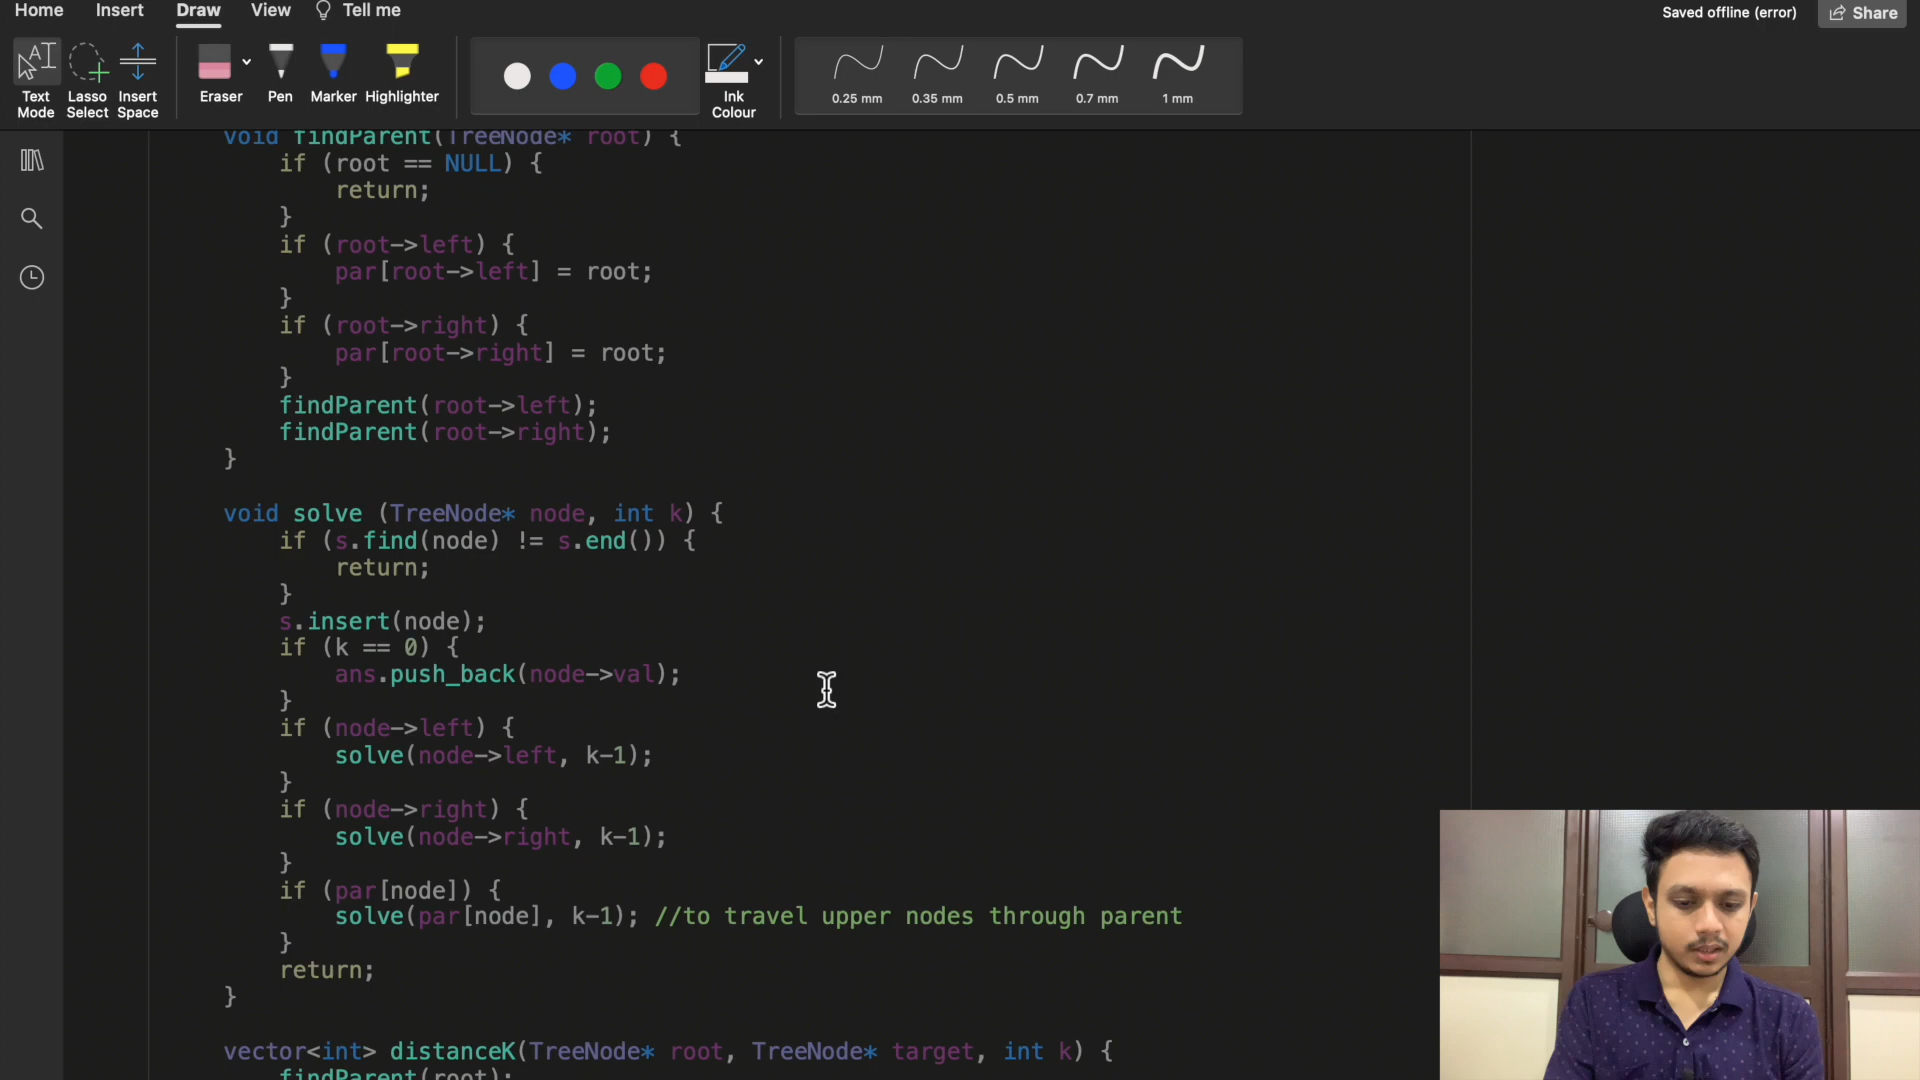 Home Insert Draw View Tell me
Saved offline (error) Share
Text Mode
Lasso Select
Insert Space
Eraser
Pen
Marker
Highlighter
Ink Colour
0.25 mm 0.35 mm 0.5 mm 0.7 mm 1 mm
void findParent(TreeNode* root) {
if (root == NULL) {
return;
}
if (root->left) {
par[root->left] = root;
}
if (root->right) {
par[root->right] = root;
}
findParent(root->left);
findParent(root->right);
}
void solve (TreeNode* node, int k) {
if (s.find(node) != s.end()) {
return;
}
s.insert(node);
if (k == 0) {
ans.push_back(node->val);
}
if (node->left) {
solve(node->left, k-1);
}
if (node->right) {
solve(node->right, k-1);
}
if (par[node]) {
solve(par[node], k-1); //to travel upper nodes through parent
}
return;
}
vector<int> distanceK(TreeNode* root, TreeNode* target, int k) {
findParent(root);